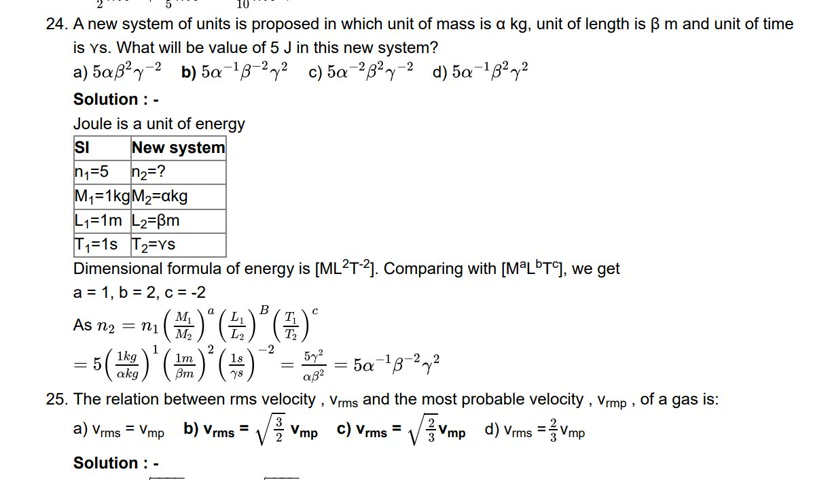 2 5 10
24. A new system of units is proposed in which unit of mass is α kg, unit of length is β m and unit of time
is γs. What will be value of 5 J in this new system?
a) 5αβ²γ⁻² b) 5α⁻¹β⁻²γ² c) 5α⁻²β²γ⁻² d) 5α⁻¹β²γ²
Solution : -
Joule is a unit of energy
SI New system
n₁=5 n₂=?
M₁=1kg M₂=αkg
L₁=1m L₂=βm
T₁=1s T₂=γs
Dimensional formula of energy is [ML²T⁻²]. Comparing with [MᵃLᵇTᶜ], we get
a = 1, b = 2, c = -2
As n₂ = n₁ (M₁/M₂)ᵃ (L₁/L₂)ᴮ (T₁/T₂)ᶜ
= 5(1kg/αkg)¹ (1m/βm)² (1s/γs)⁻² = 5γ²/αβ² = 5α⁻¹β⁻²γ²
25. The relation between rms velocity , vrms and the most probable velocity , vmp , of a gas is:
a) vrms = vmp b) vrms = √(3/2) vmp c) vrms = √(2/3) vmp d) vrms = 2/3 vmp
Solution : -